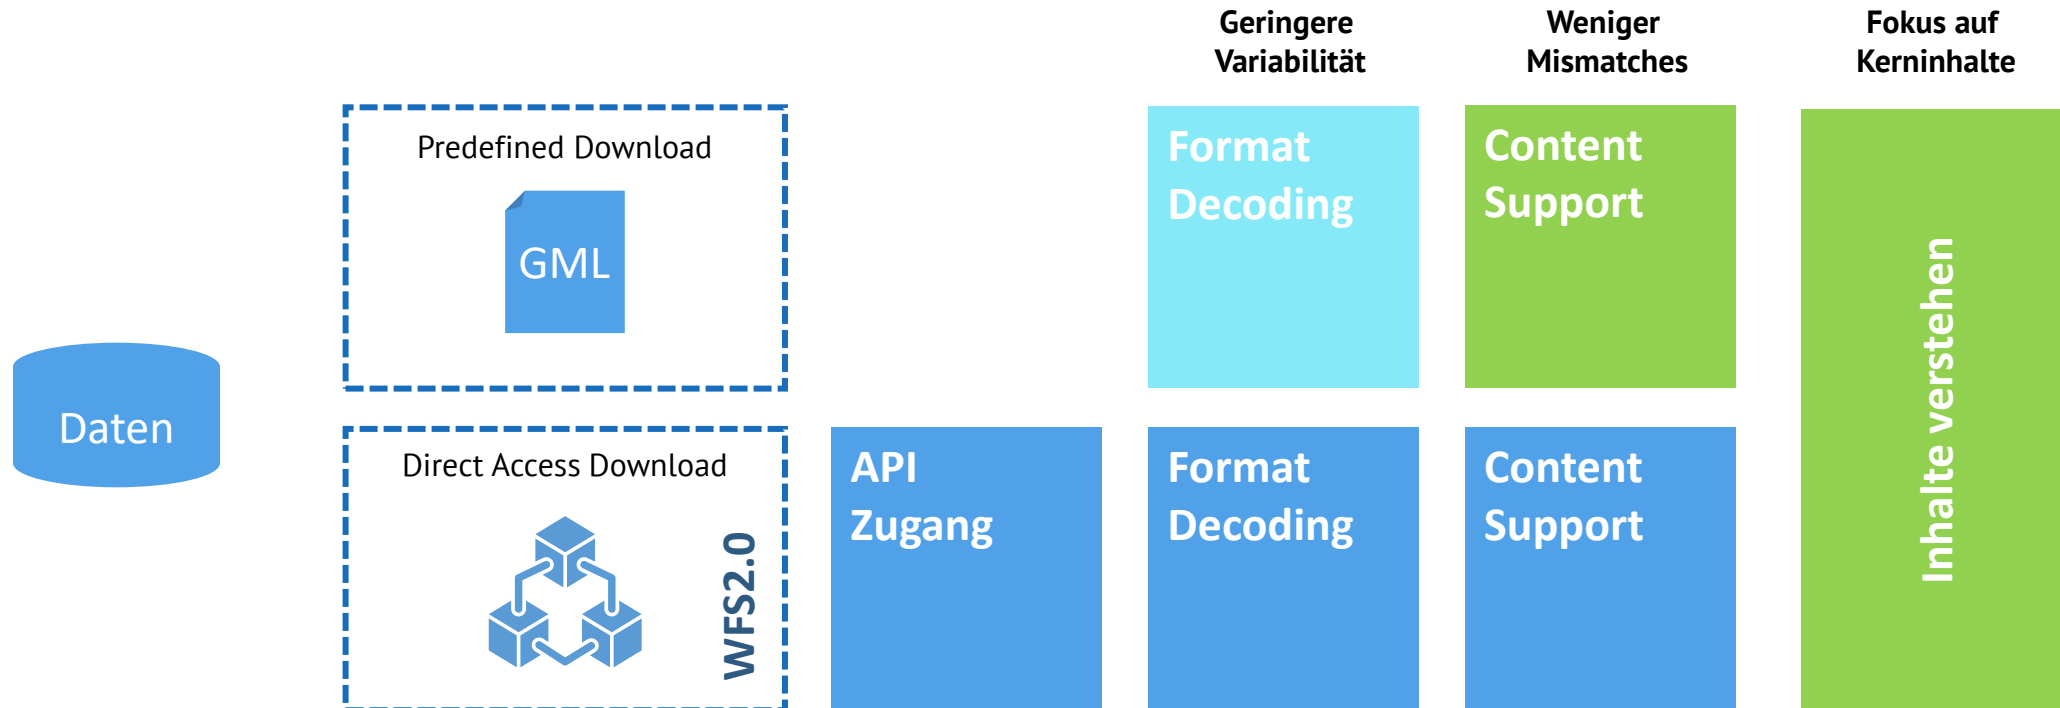 Geringere
Variabilität
Weniger
Mismatches
Fokus auf
Kerninhalte
Predefined Download
GML
Format
Decoding
Content
Support
Inhalte verstehen
Daten
Direct Access Download
WFS2.0
API
Zugang
Format
Decoding
Content
Support